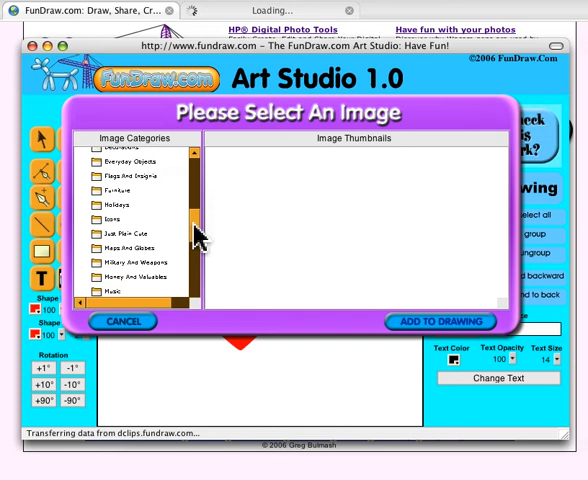 FunDraw.com: Draw, Share, Cr...
Loading...
HP® Digital Photo Tools
Have fun with your photos
http://www.fundraw.com – The FunDraw.com Art Studio: Have Fun!
©2006 FunDraw.Com
FunDraw.com
Art Studio 1.0
Please Select An Image
Image Categories
Image Thumbnails
Everyday Objects
Flags And Insignia
Furniture
Holidays
Icons
Just Plain Cute
Maps And Globes
Military And Weapons
Money And Valuables
Music
CANCEL
ADD TO DRAWING
T
Shape
100
Shape
100
Rotation
+1° -1°
+10° -10°
+90° -90°
rk?
wing
elect all
group
ngroup
d backward
nd to back
Text Color
Text Opacity
Text Size
100
14
Change Text
Transferring data from dclips.fundraw.com...
© 2006 Greg Bulmash